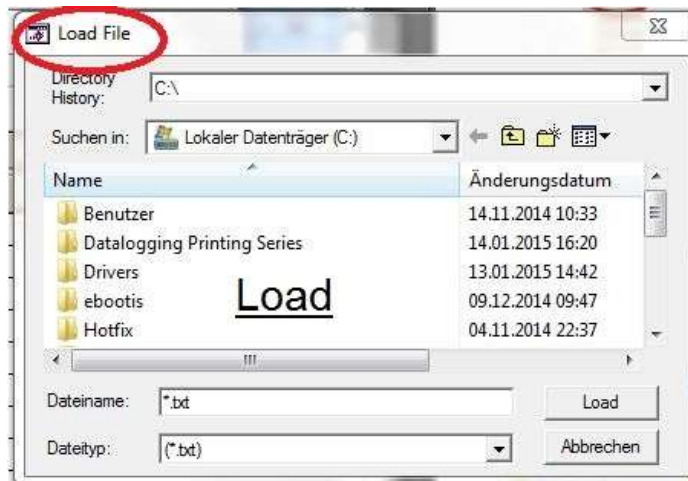 Load File
Directory
History:
C:\
Suchen in:
Lokaler Datenträger (C:)
Name
Änderungsdatum
Benutzer
14.11.2014 10:33
Datalogging Printing Series
14.01.2015 16:20
Drivers
13.01.2015 14:42
ebootis
09.12.2014 09:47
Hotfix
04.11.2014 22:37
Load
Dateiname:
*.txt
Load
Dateityp:
(*.txt)
Abbrechen